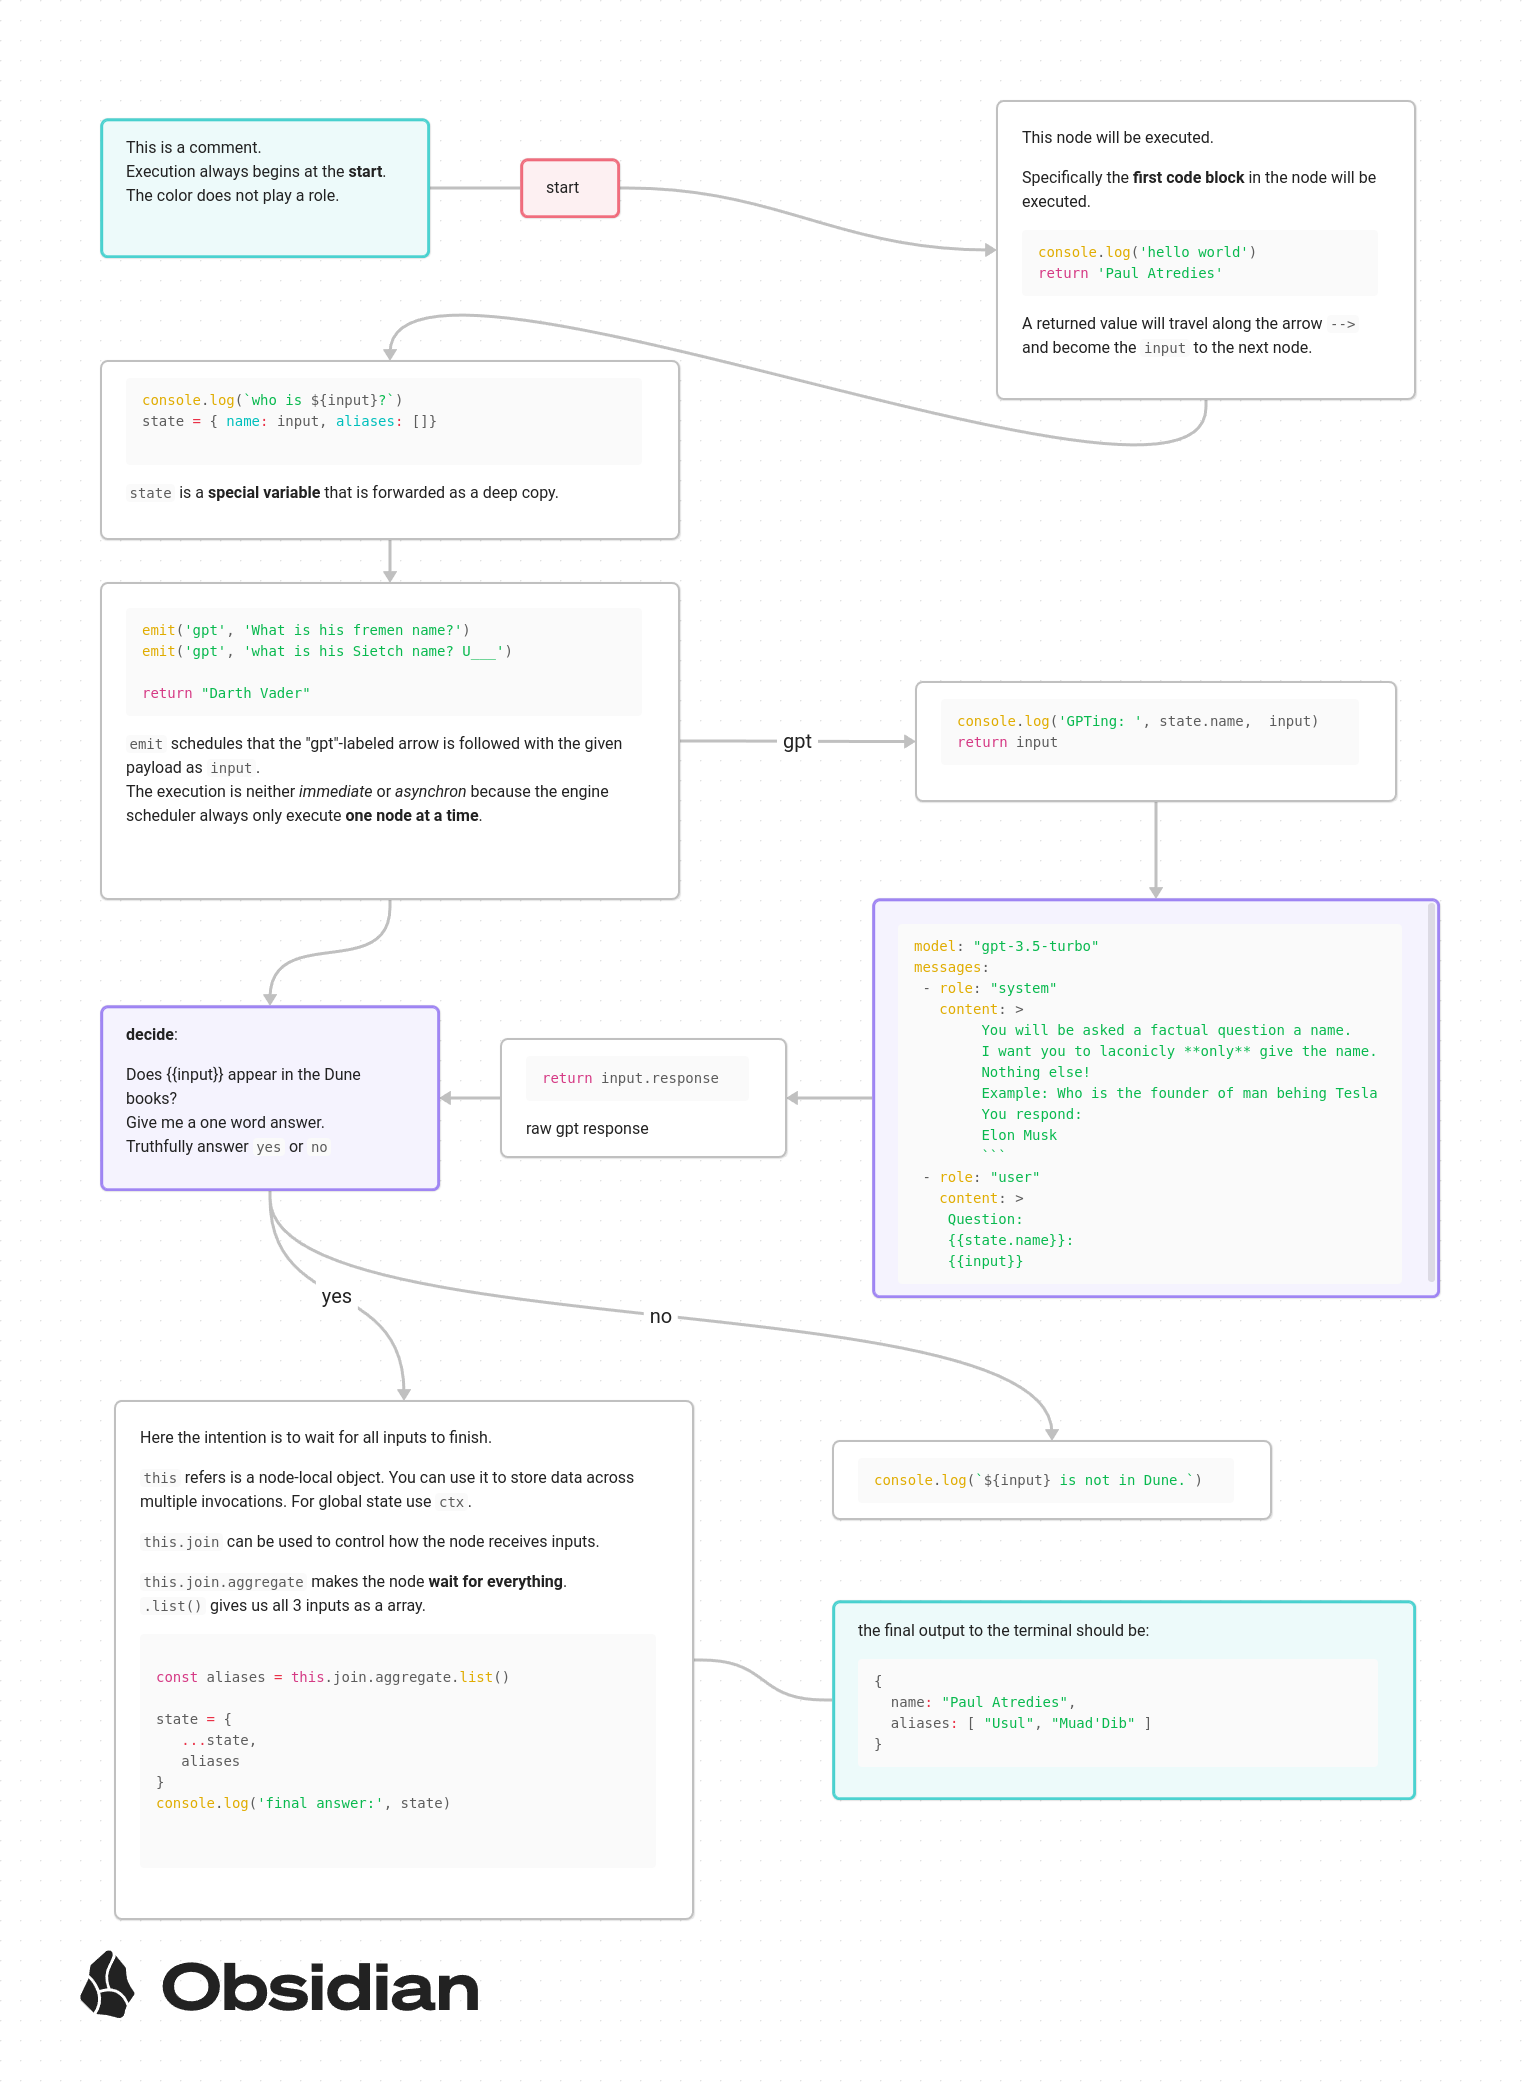 This is a comment.
Execution always begins at the start.
The color does not play a role.
start
This node will be executed.
Specifically the first code block in the node will be
executed.
console.log('hello world')
return 'Paul Atredies'
A returned value will travel along the arrow -->
and become the input to the next node.
console.log(`who is ${input}?`)
state = { name: input, aliases: []}
state is a special variable that is forwarded as a deep copy.
emit('gpt', 'What is his fremen name?')
emit('gpt', 'what is his Sietch name? U___')
return "Darth Vader"
emit schedules that the "gpt"-labeled arrow is followed with the given
payload as input.
The execution is neither immediate or asynchron because the engine
scheduler always only execute one node at a time.
gpt
console.log('GPTing: ', state.name,  input)
return input
model: "gpt-3.5-turbo"
messages:
 - role: "system"
   content: >
        You will be asked a factual question a name.
        I want you to laconicly **only** give the name.
        Nothing else!
        Example: Who is the founder of man behing Tesla
        You respond:
        Elon Musk
        ```
 - role: "user"
   content: >
    Question:
    {{state.name}}:
    {{input}}
return input.response
raw gpt response
decide:
Does {{input}} appear in the Dune
books?
Give me a one word answer.
Truthfully answer yes or no
yes
no
Here the intention is to wait for all inputs to finish.
this refers is a node-local object. You can use it to store data across
multiple invocations. For global state use ctx.
this.join can be used to control how the node receives inputs.
this.join.aggregate makes the node wait for everything.
.list() gives us all 3 inputs as a array.
const aliases = this.join.aggregate.list()
state = {
   ...state,
   aliases
}
console.log('final answer:', state)
console.log(`${input} is not in Dune.`)
the final output to the terminal should be:
{
  name: "Paul Atredies",
  aliases: [ "Usul", "Muad'Dib" ]
}
Obsidian